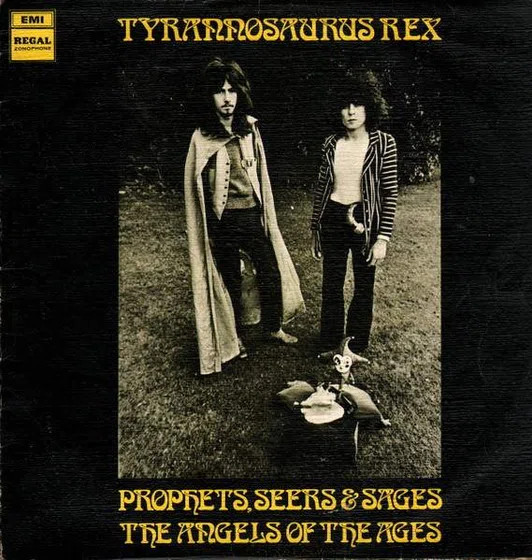 EMI
REGAL
ZONOPHONE
TYRANNOSAURUS REX
PROPHETS, SEERS & SAGES
THE ANGELS OF THE AGES